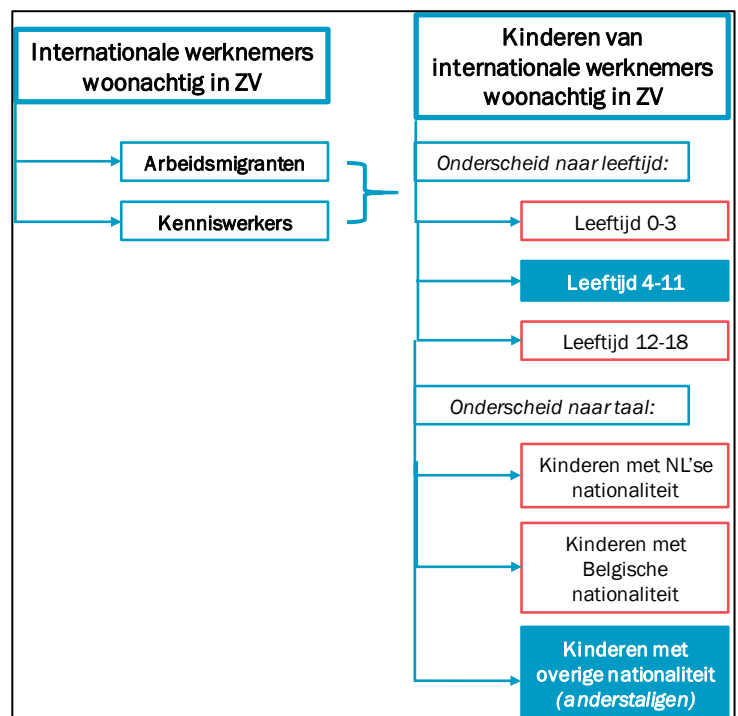 Internationale werknemers
woonachtig in ZV
Arbeidsmigranten
Kenniswerkers
Kinderen van
internationale werknemers
woonachtig in ZV
Onderscheid naar leeftijd:
Leeftijd 0-3
Leeftijd 4-11
Leeftijd 12-18
Onderscheid naar taal:
Kinderen met NL'se
nationaliteit
Kinderen met
Belgische
nationaliteit
Kinderen met
overige nationaliteit
(anderstaligen)